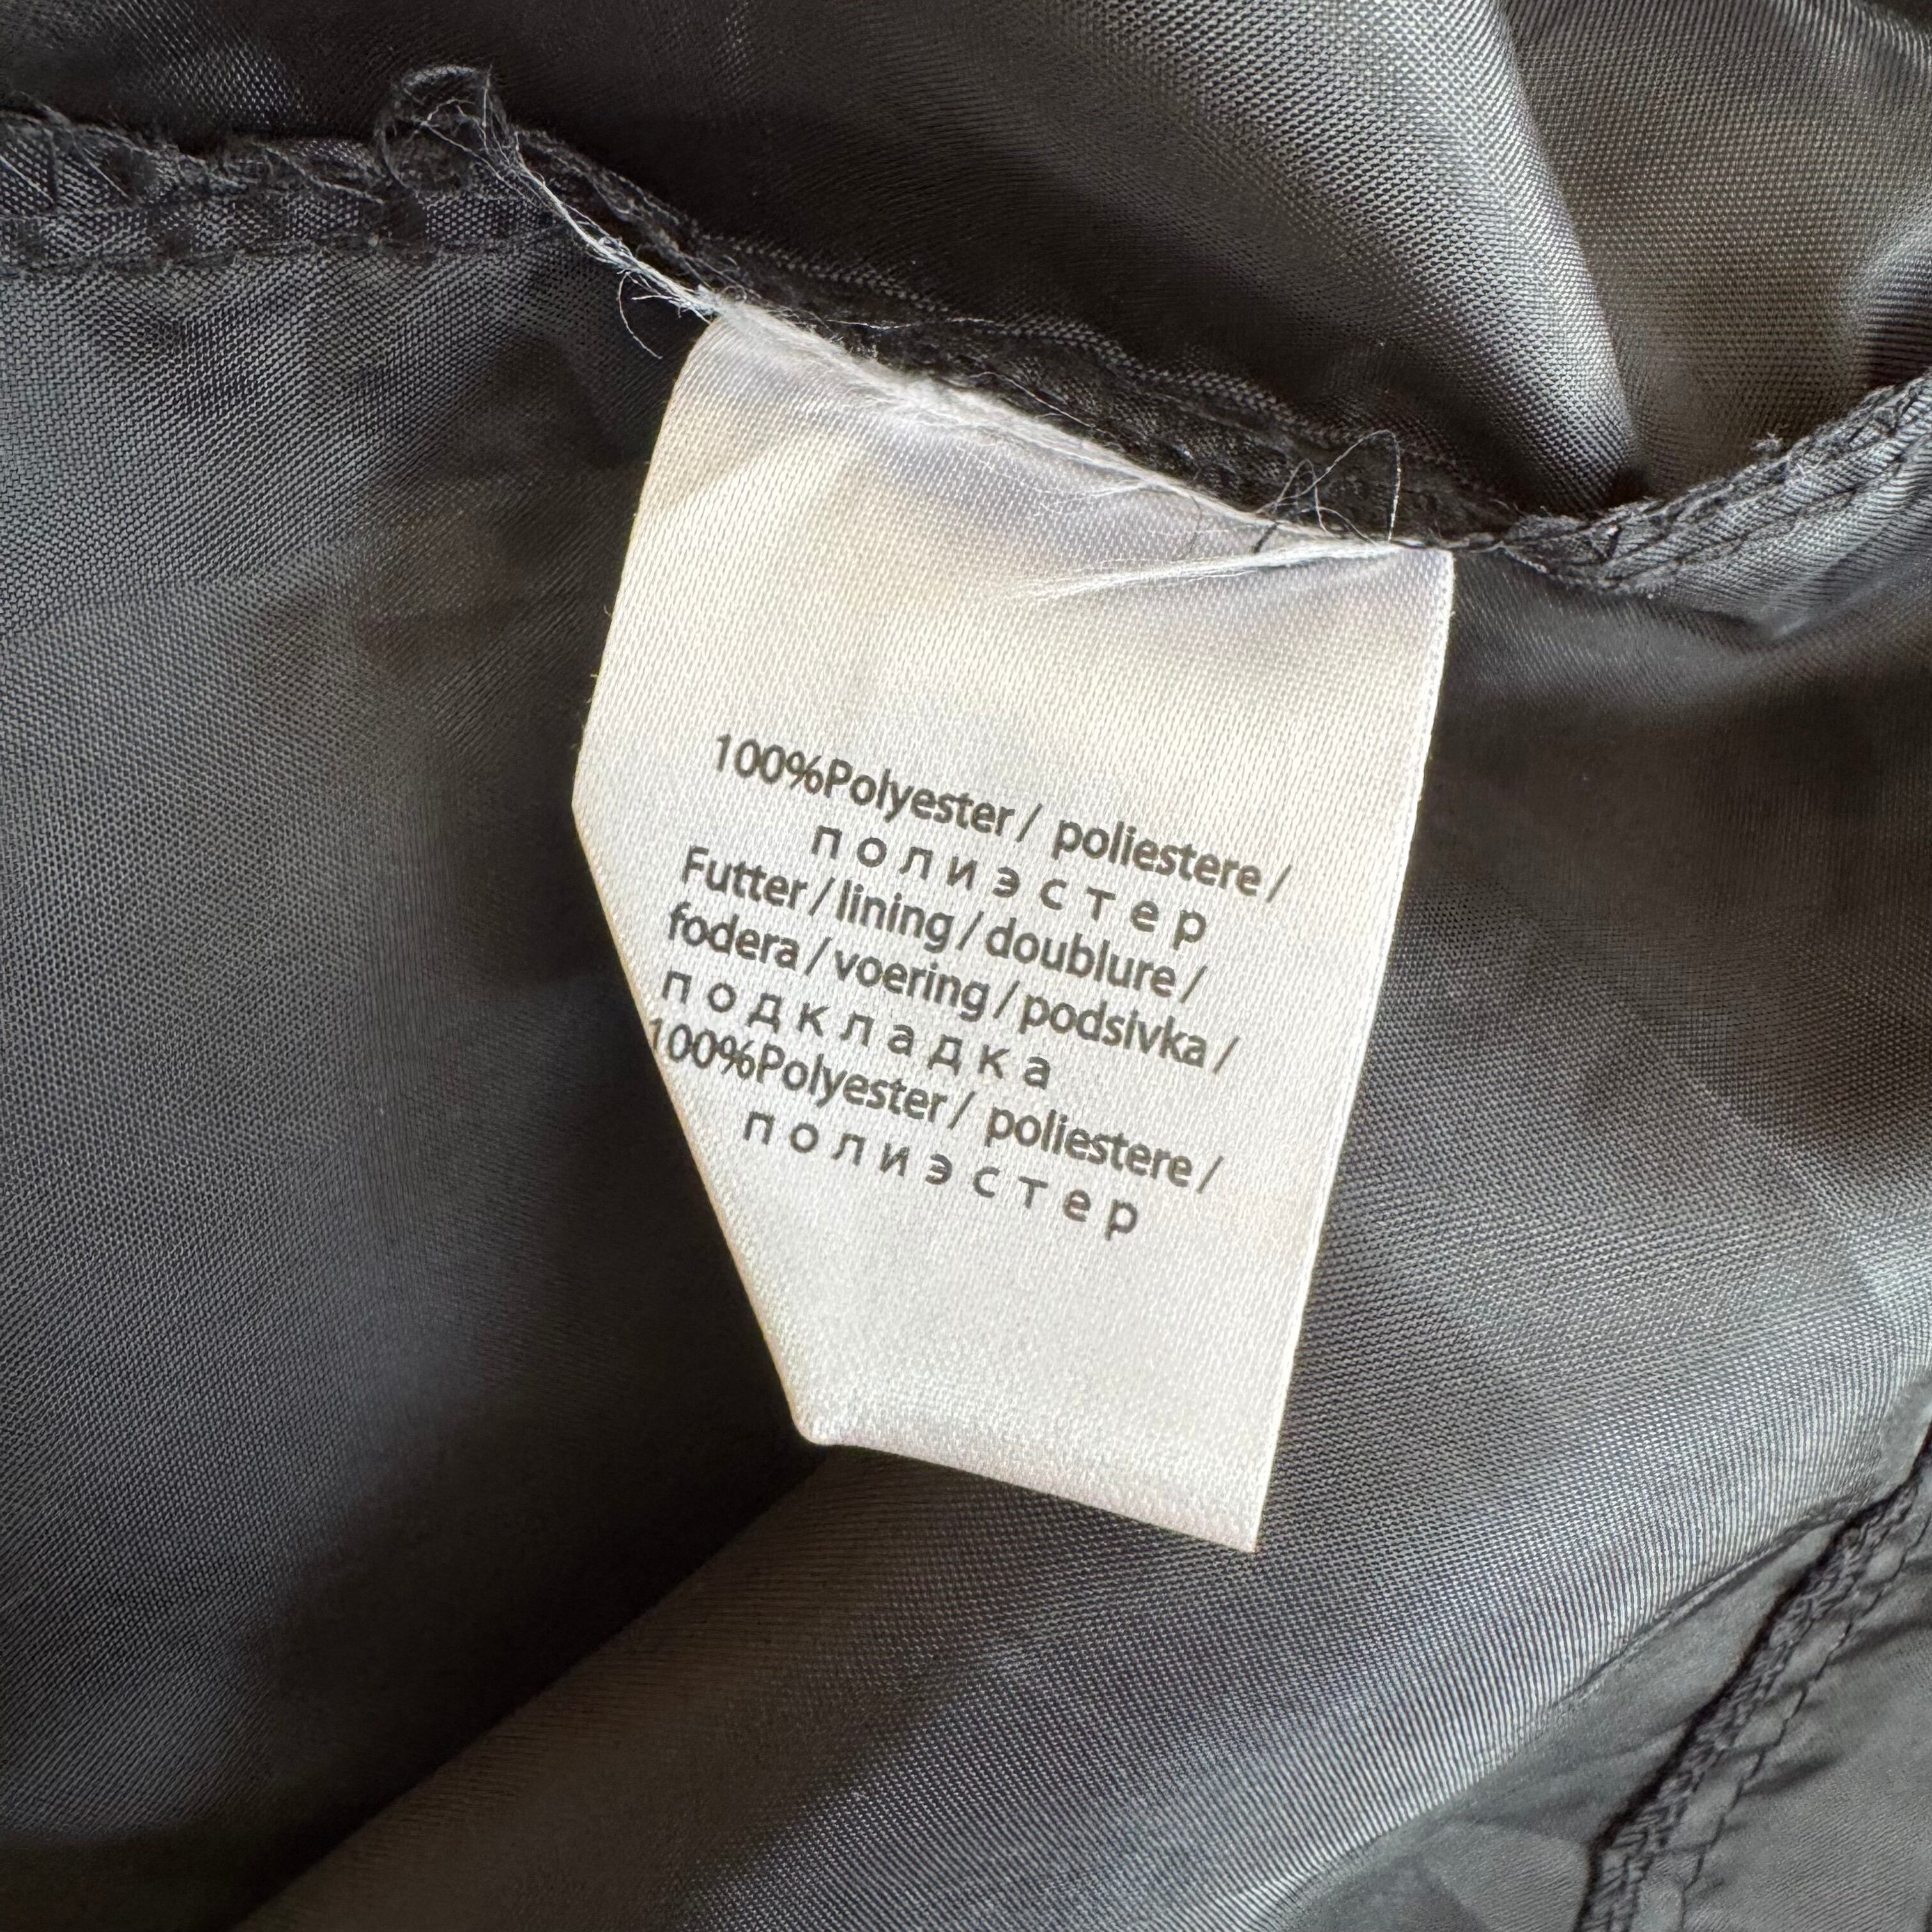 100%Polyester/ poliestere/
полиэстер
Futter/lining/doublure/
fodera/voering/podsivka/
подкладка
100%Polyester/ poliestere/
полиэстер